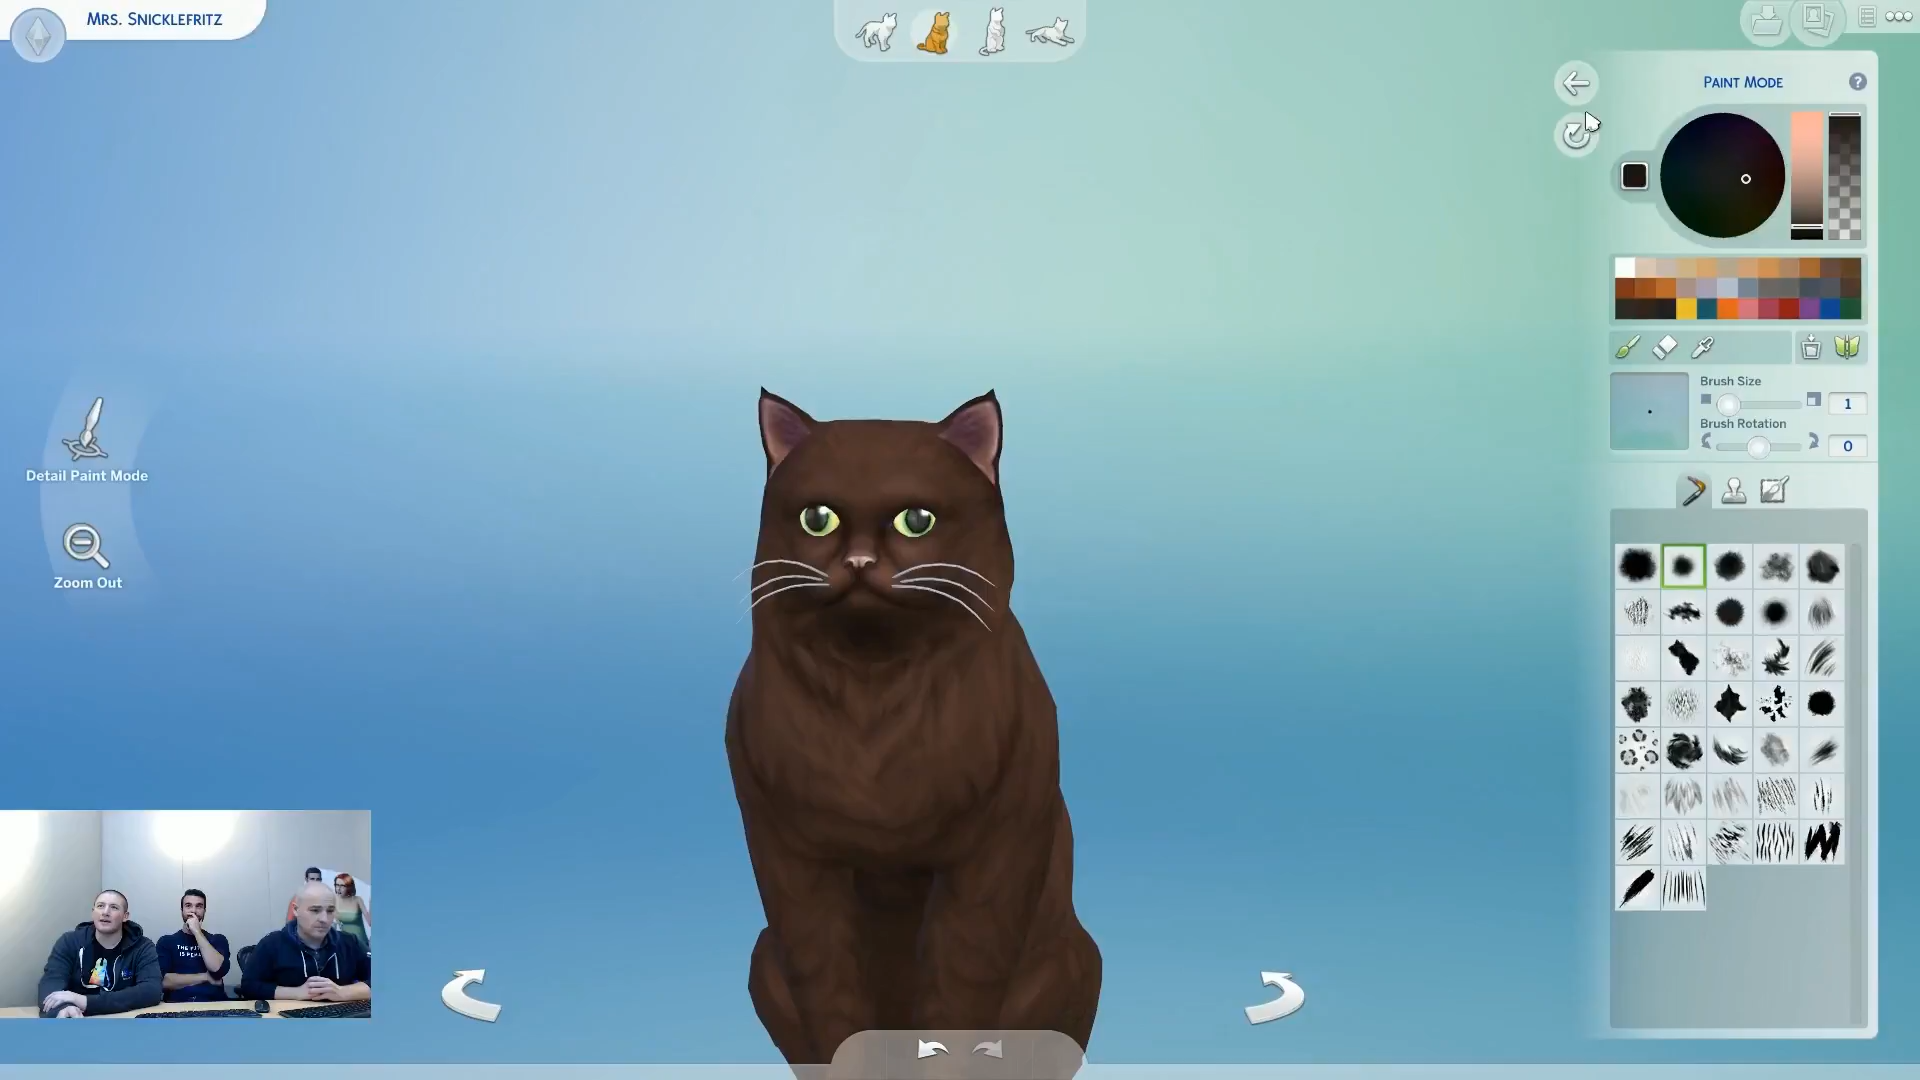 Mrs. Snicklefritz
Paint Mode
?
Brush Size
1
Brush Rotation
0
Detail Paint Mode
Zoom Out